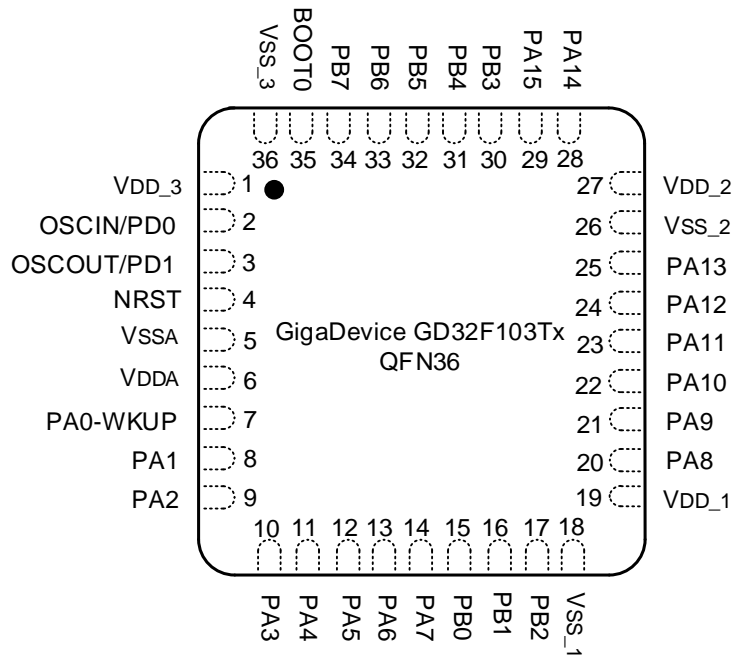 VSS_3 BOOT0 PB7 PB6 PB5 PB4 PB3 PA15 PA14
36 35 34 33 32 31 30 29 28
VDD_3 1 27 VDD_2
OSCIN/PD0 2 26 VSS_2
OSCOUT/PD1 3 25 PA13
NRST 4 24 PA12
VSSA 5 GigaDevice GD32F103Tx 23 PA11
QFN36
VDDA 6 22 PA10
PA0-WKUP 7 21 PA9
PA1 8 20 PA8
PA2 9 19 VDD_1
10 11 12 13 14 15 16 17 18
PA3 PA4 PA5 PA6 PA7 PB0 PB1 PB2 VSS_1